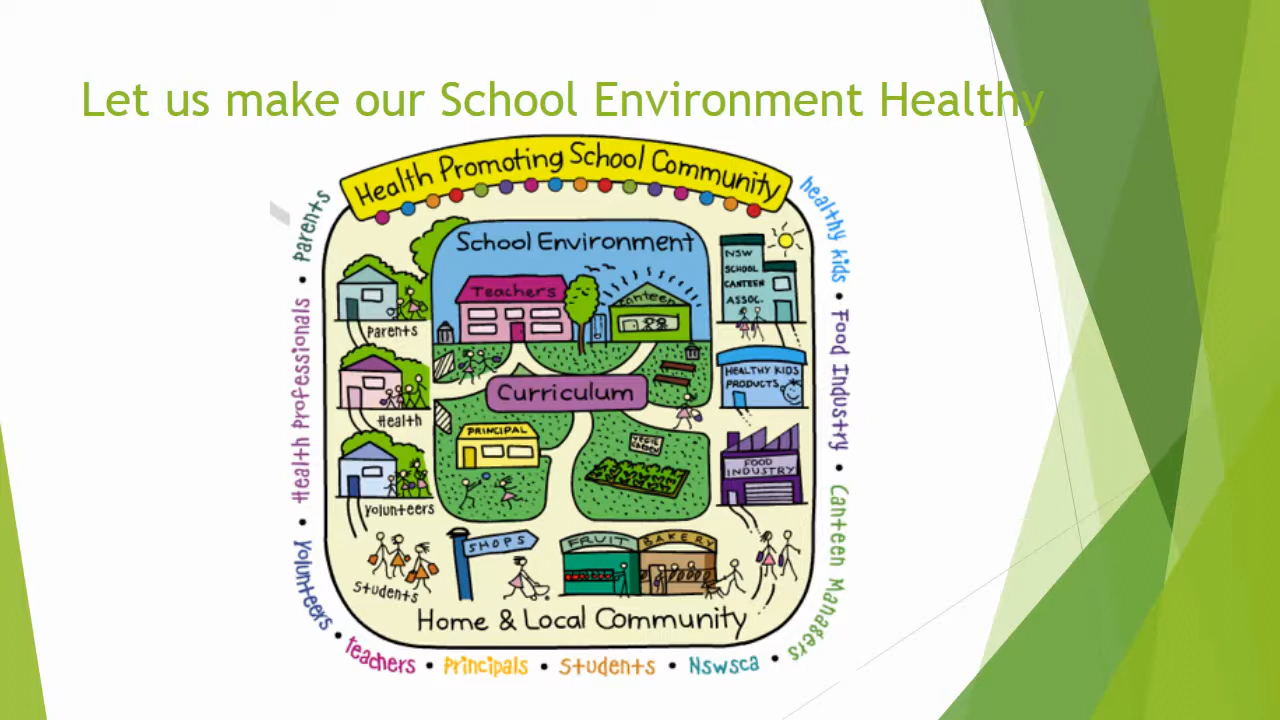 Let us make our School Environment Healthy
Health Promoting School Community
School Environment
Teachers
Canteen
NSW
SCHOOL
CANTEEN
ASSOC.
Parents
Curriculum
HEALTHY KIDS
PRODUCTS
Health
PRINCIPAL
VEGIE
GARDEN
FOOD
INDUSTRY
Volunteers
SHOPS
FRUIT
BAKERY
Students
Home & Local Community
Parents
• Health Professionals
• Volunteers
• teachers • Principals • Students • Nswsca •
healthy kids
• Food Industry
• Canteen Managers